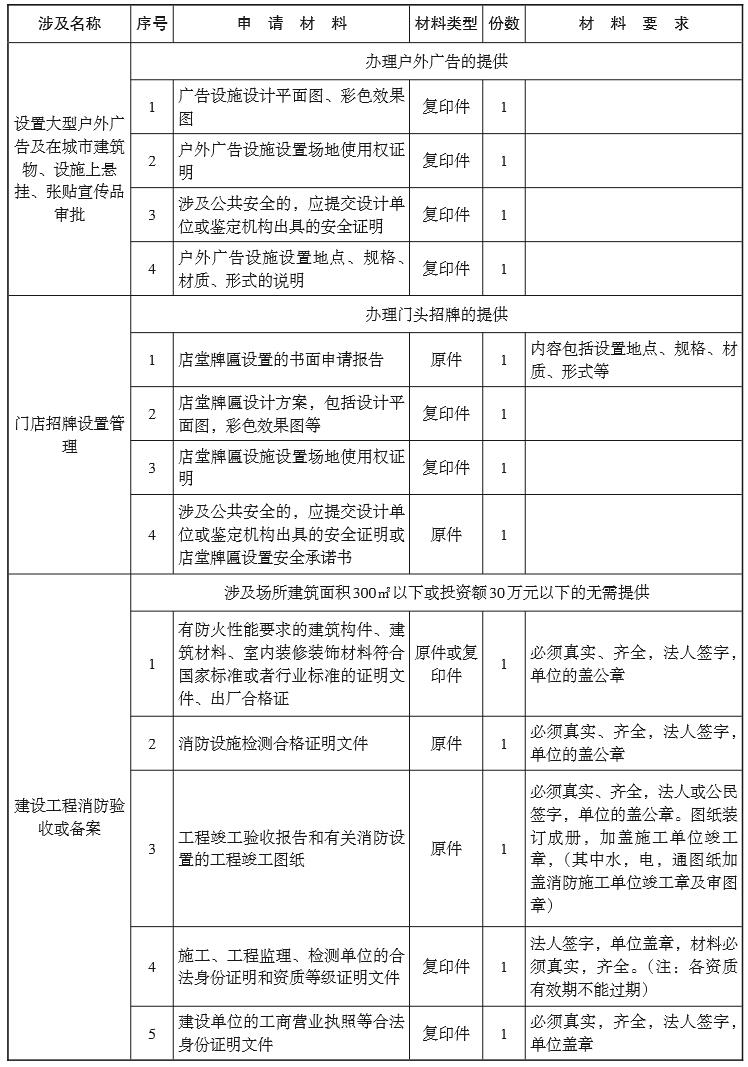 涉及名称 序号 申 请 材 料 材料类型 份数 材 料 要 求
设置大型户外广
告及在城市建筑
物、设施上悬
挂、张贴宣传品
审批
办理户外广告的提供
1 广告设施设计平面图、彩色效果
图 复印件 1
2 户外广告设施设置场地使用权证
明 复印件 1
3 涉及公共安全的，应提交设计单
位或鉴定机构出具的安全证明 复印件 1
4 户外广告设施设置地点、规格、
材质、形式的说明 复印件 1
门店招牌设置管
理
办理门头招牌的提供
1 店堂牌匾设置的书面申请报告 原件 1 内容包括设置地点、规格、材
质、形式等
2 店堂牌匾设计方案，包括设计平
面图，彩色效果图等 复印件 1
3 店堂牌匾设施设置场地使用权证
明 复印件 1
4 涉及公共安全的，应提交设计单
位或鉴定机构出具的安全证明或
店堂牌匾设置安全承诺书 原件 1
建设工程消防验
收或备案
涉及场所建筑面积300㎡以下或投资额30万元以下的无需提供
1 有防火性能要求的建筑构件、建
筑材料、室内装修装饰材料符合
国家标准或者行业标准的证明文
件、出厂合格证 原件或复
印件 1 必须真实、齐全，法人签字，
单位的盖公章
2 消防设施检测合格证明文件 原件 1 必须真实、齐全，法人签字，
单位的盖公章
3 工程竣工验收报告和有关消防设
置的工程竣工图纸 原件 1 必须真实、齐全，法人或公民
签字，单位的盖公章。图纸装
订成册，加盖施工单位竣工
章，（其中水，电，通图纸加
盖消防施工单位竣工章及审图
章）
4 施工、工程监理、检测单位的合
法身份证明和资质等级证明文件 复印件 1 法人签字，单位盖章，材料必
须真实，齐全。（注：各资质
有效期不能过期）
5 建设单位的工商营业执照等合法
身份证明文件 复印件 1 必须真实，齐全，法人签字，
单位盖章